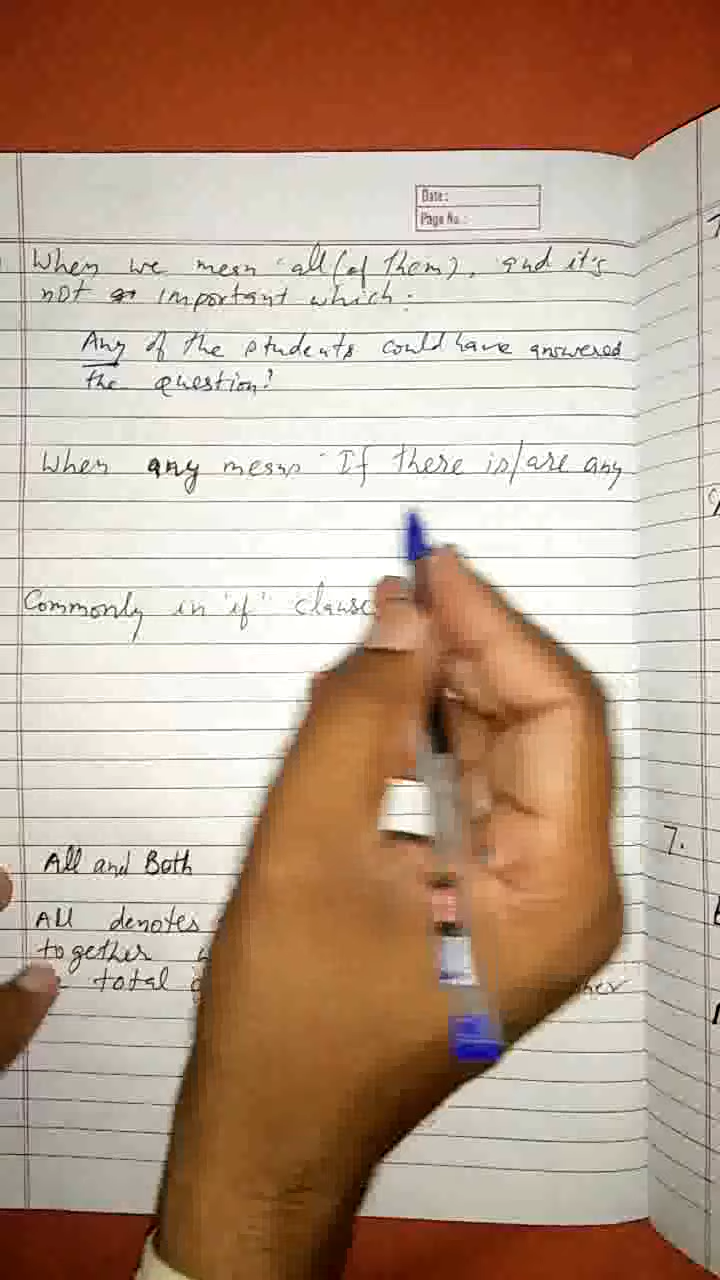 Date:
Page No.:
When we mean "all (of them), and it's
not important which:
Any of the students could have answered
the question?
When any means "If there is/are any
Commonly in "if" clause
All and Both
All denotes
together
total
7.